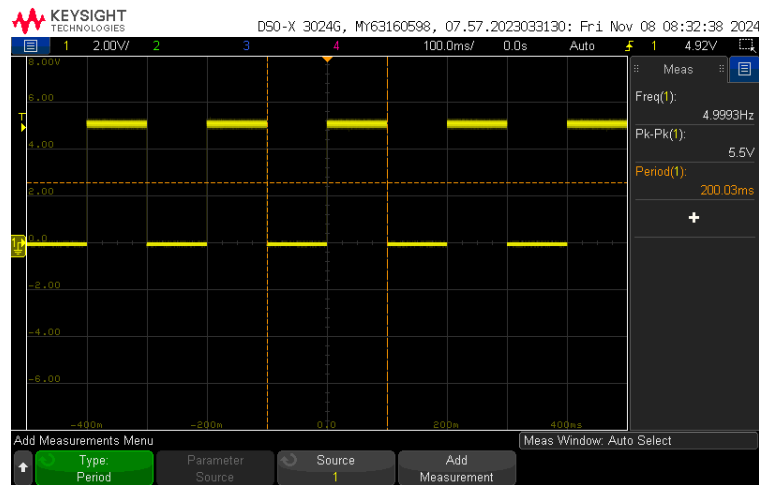 KEYSIGHT
TECHNOLOGIES
DSO-X 3024G, MY63160598, 07.57.2023033130: Fri Nov 08 08:32:38 2024
1 2.00V/ 2 3 4 100.0ms/ 0.0s Auto 1 4.92V
8.00V
6.00
T
4.00
2.00
1 0.0
-2.00
-4.00
-6.00
-400m -200m 0.0 200m 400ms
Meas
Freq(1):
4.9993Hz
Pk-Pk(1):
5.5V
Period(1):
200.03ms
+
Add Measurements Menu
Meas Window: Auto Select
Type:
Period
Parameter
Source
Source
1
Add
Measurement